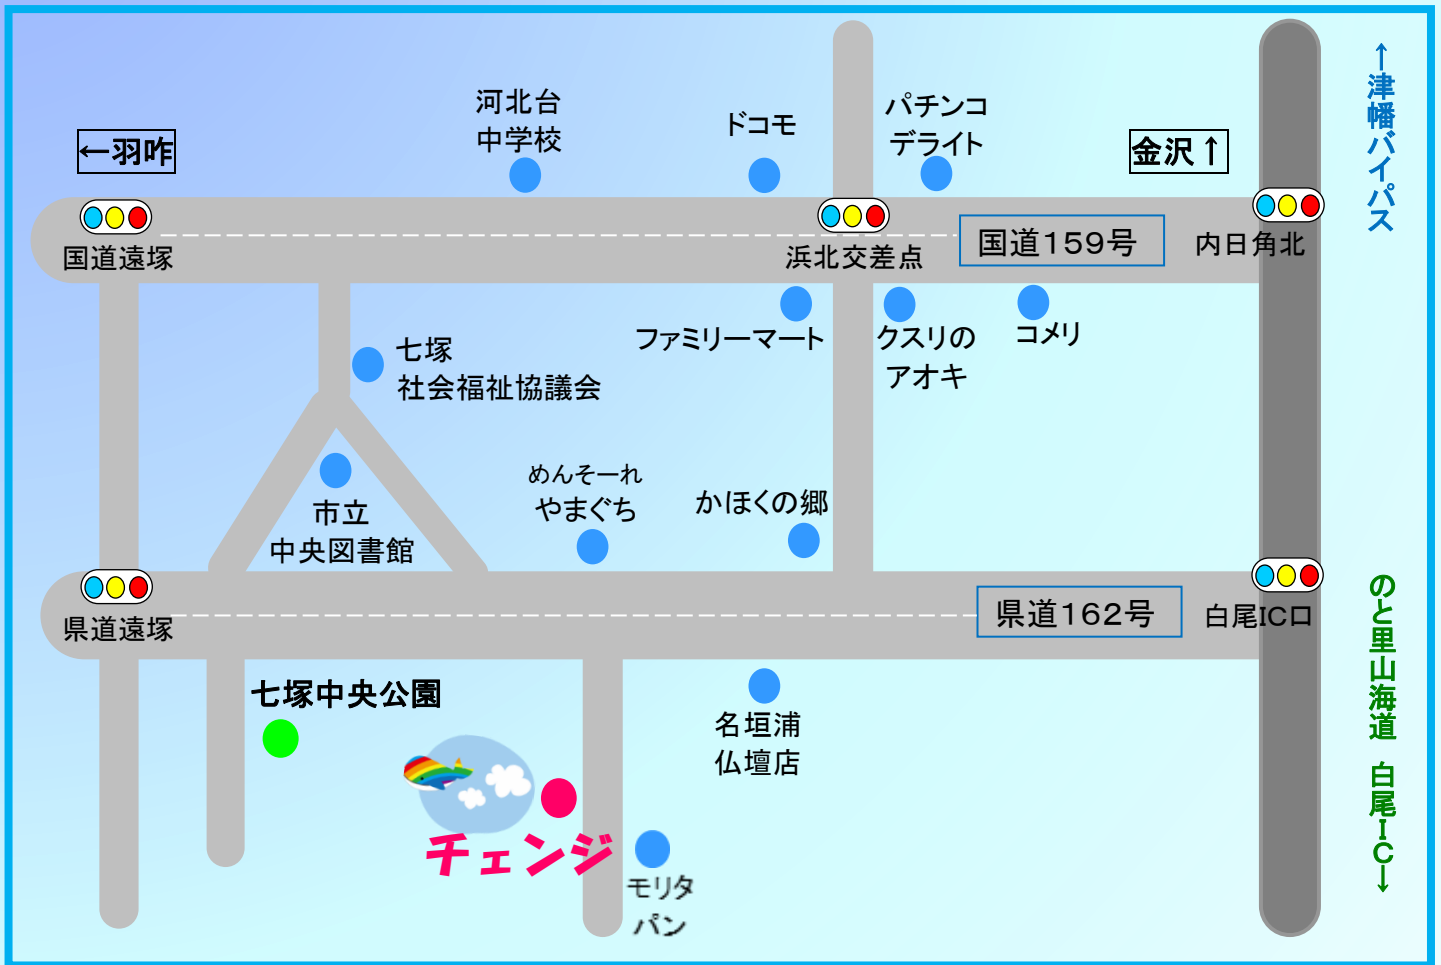 河北台
中学校
ドコモ
パチンコ
デライト
←羽咋
金沢↑
↑津幡バイパス
国道遠塚
浜北交差点
国道159号
内日角北
ファミリーマート
クスリの
アオキ
コメリ
七塚
社会福祉協議会
市立
中央図書館
めんそーれ
やまぐち
かほくの郷
県道遠塚
県道162号
白尾IC口
のと里山海道 白尾IC↓
七塚中央公園
名垣浦
仏壇店
チェンジ
モリタ
パン